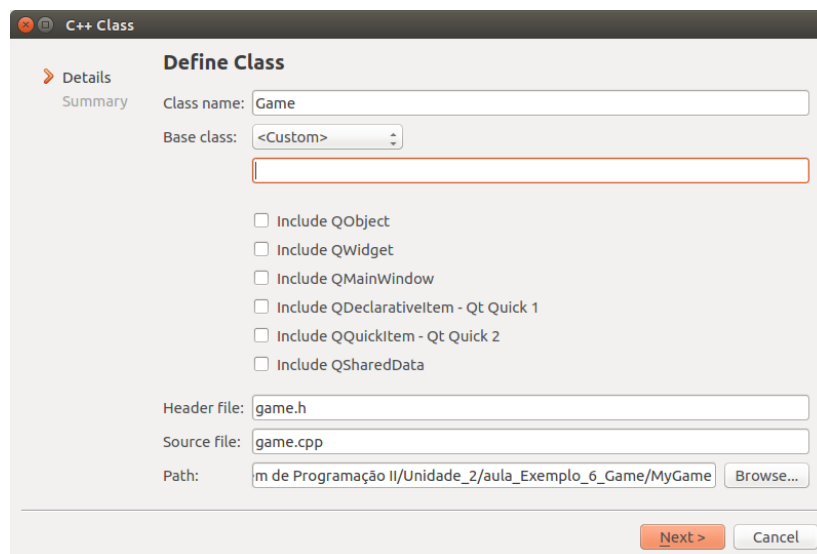 C++ Class
Define Class
Details
Summary
Class name: Game
Base class: <Custom>
Include QObject
Include QWidget
Include QMainWindow
Include QDeclarativeItem - Qt Quick 1
Include QQuickItem - Qt Quick 2
Include QSharedData
Header file: game.h
Source file: game.cpp
Path: m de Programação II/Unidade_2/aula_Exemplo_6_Game/MyGame Browse...
Next > Cancel